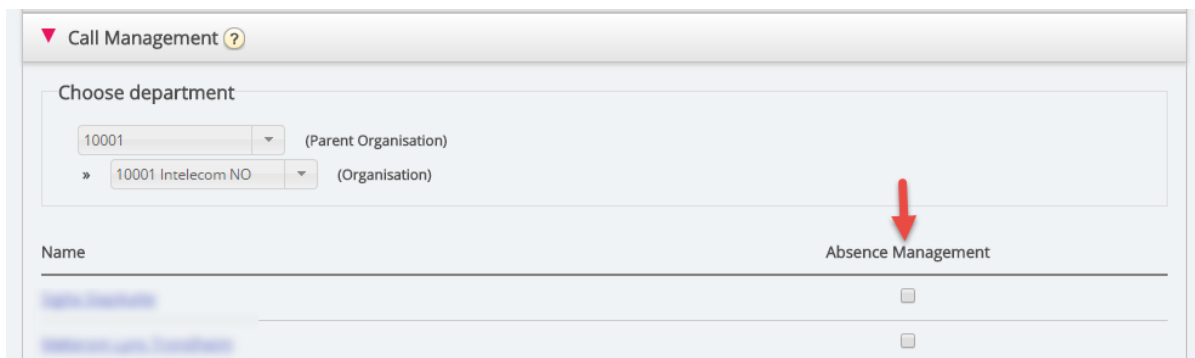 Call Management ?
Choose department
10001 (Parent Organisation)
» 10001 Intelecom NO (Organisation)
Name Absence Management